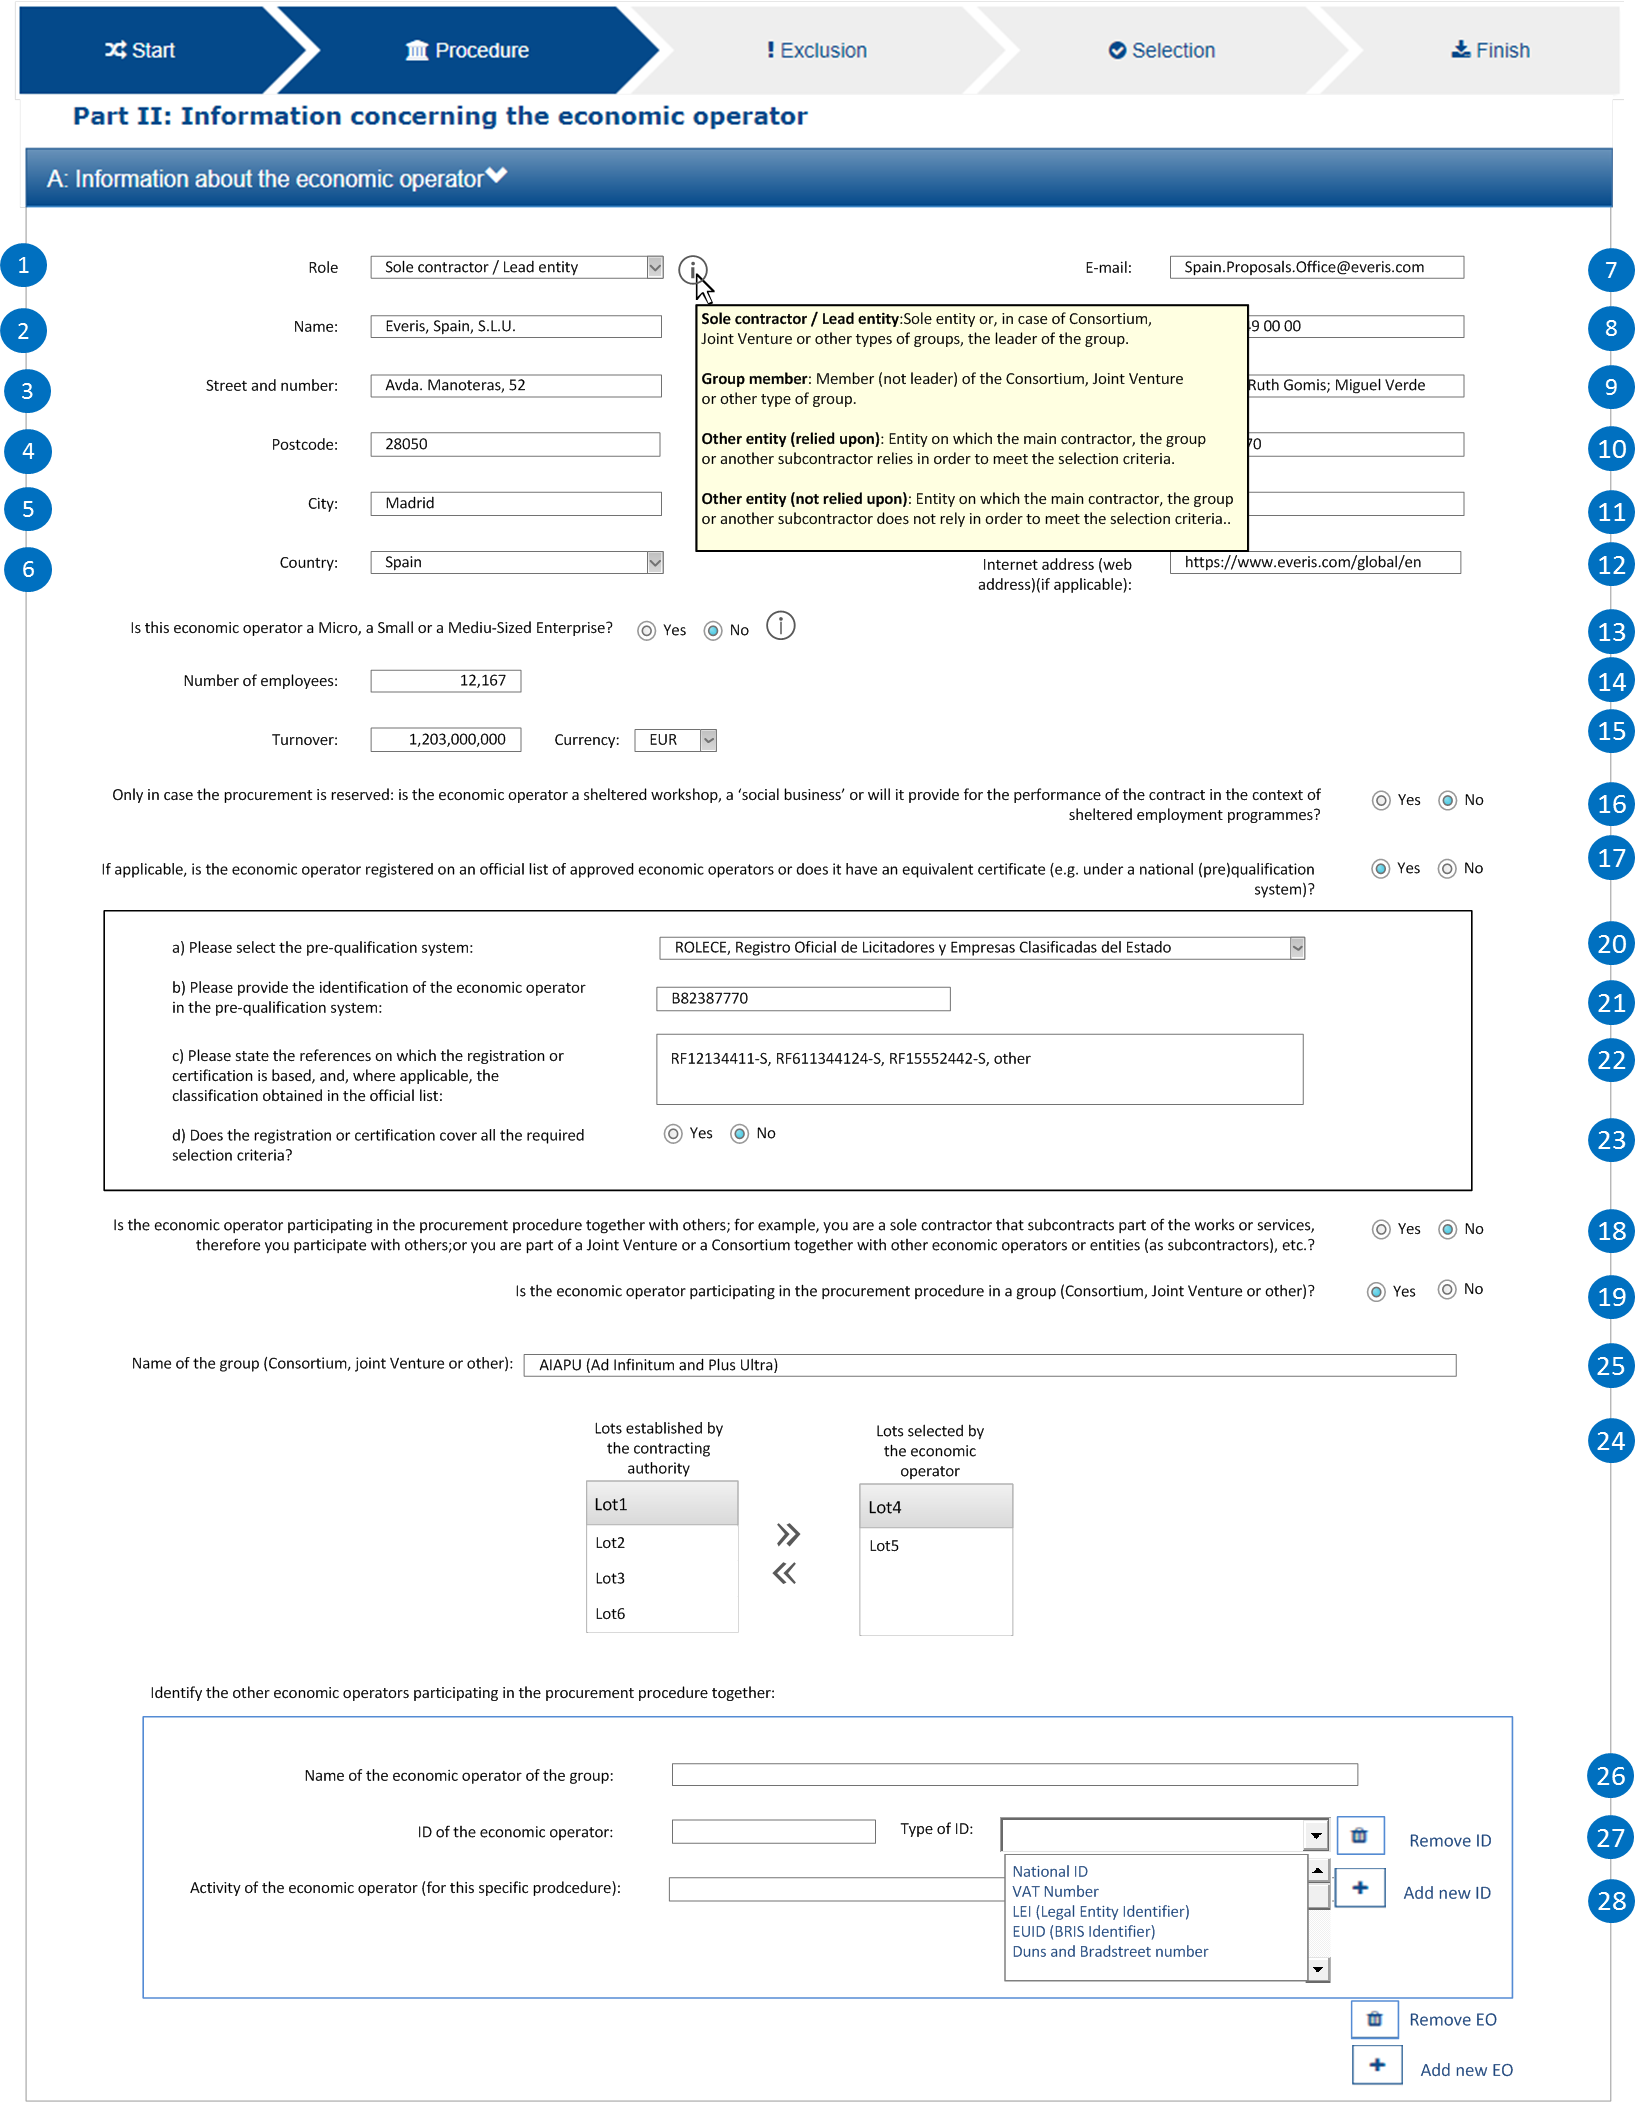 Start
Procedure
! Exclusion
Selection
Finish
Part II: Information concerning the economic operator
A: Information about the economic operator
1
Role
Sole contractor / Lead entity
i
E-mail:
Spain.Proposals.Office@everis.com
7
Sole contractor / Lead entity:Sole entity or, in case of Consortium,
Joint Venture or other types of groups, the leader of the group.
Group member: Member (not leader) of the Consortium, Joint Venture
or other type of group.
Other entity (relied upon): Entity on which the main contractor, the group
or another subcontractor relies in order to meet the selection criteria.
Other entity (not relied upon): Entity on which the main contractor, the group
or another subcontractor does not rely in order to meet the selection criteria..
2
Name:
Everis, Spain, S.L.U.
9 00 00
8
3
Street and number:
Avda. Manoteras, 52
Ruth Gomis; Miguel Verde
9
4
Postcode:
28050
70
10
5
City:
Madrid
11
6
Country:
Spain
Internet address (web
address)(if applicable):
https://www.everis.com/global/en
12
Is this economic operator a Micro, a Small or a Mediu-Sized Enterprise?
Yes
No
i
13
Number of employees:
12,167
14
Turnover:
1,203,000,000
Currency:
EUR
15
Only in case the procurement is reserved: is the economic operator a sheltered workshop, a ‘social business’ or will it provide for the performance of the contract in the context of
sheltered employment programmes?
Yes
No
16
If applicable, is the economic operator registered on an official list of approved economic operators or does it have an equivalent certificate (e.g. under a national (pre)qualification
system)?
Yes
No
17
a) Please select the pre-qualification system:
ROLECE, Registro Oficial de Licitadores y Empresas Clasificadas del Estado
20
b) Please provide the identification of the economic operator
in the pre-qualification system:
B82387770
21
c) Please state the references on which the registration or
certification is based, and, where applicable, the
classification obtained in the official list:
RF12134411-S, RF611344124-S, RF15552442-S, other
22
d) Does the registration or certification cover all the required
selection criteria?
Yes
No
23
Is the economic operator participating in the procurement procedure together with others; for example, you are a sole contractor that subcontracts part of the works or services,
therefore you participate with others;or you are part of a Joint Venture or a Consortium together with other economic operators or entities (as subcontractors), etc.?
Yes
No
18
Is the economic operator participating in the procurement procedure in a group (Consortium, Joint Venture or other)?
Yes
No
19
Name of the group (Consortium, joint Venture or other):
AIAPU (Ad Infinitum and Plus Ultra)
25
Lots established by
the contracting
authority
Lot1
Lot2
Lot3
Lot6
Lots selected by
the economic
operator
Lot4
Lot5
24
Identify the other economic operators participating in the procurement procedure together:
Name of the economic operator of the group:
26
ID of the economic operator:
Type of ID:
Remove ID
27
Activity of the economic operator (for this specific prodcedure):
National ID
VAT Number
LEI (Legal Entity Identifier)
EUID (BRIS Identifier)
Duns and Bradstreet number
Add new ID
28
Remove EO
Add new EO